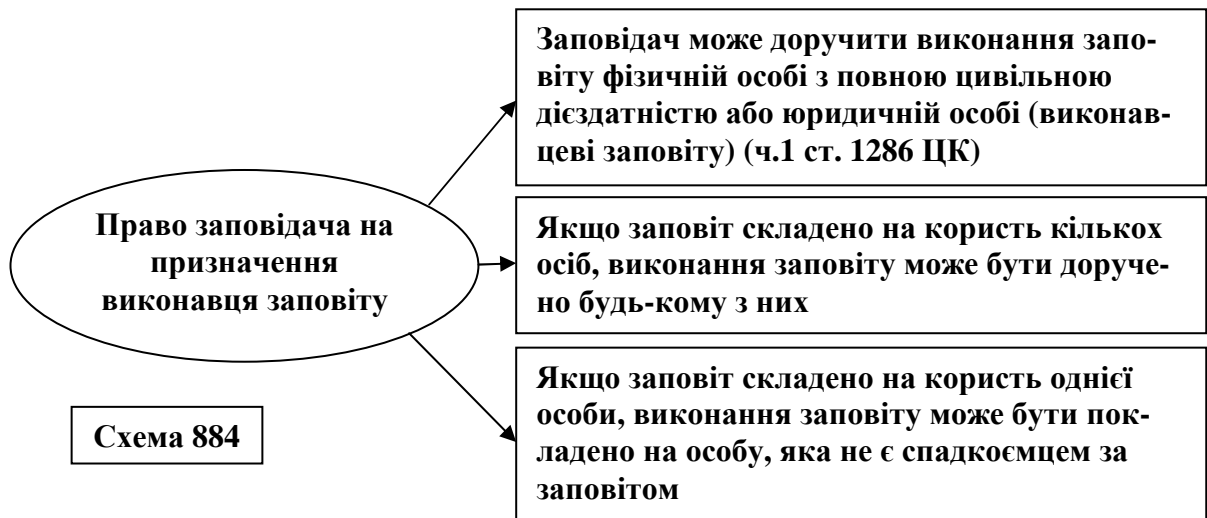 Заповідач може доручити виконання запо-
віту фізичній особі з повною цивільною
дієздатністю або юридичній особі (виконав-
цеві заповіту) (ч.1 ст. 1286 ЦК)
Право заповідача на
призначення
виконавця заповіту
Якщо заповіт складено на користь кількох
осіб, виконання заповіту може бути доруче-
но будь-кому з них
Якщо заповіт складено на користь однієї
особи, виконання заповіту може бути пок-
ладено на особу, яка не є спадкоємцем за
заповітом
Схема 884